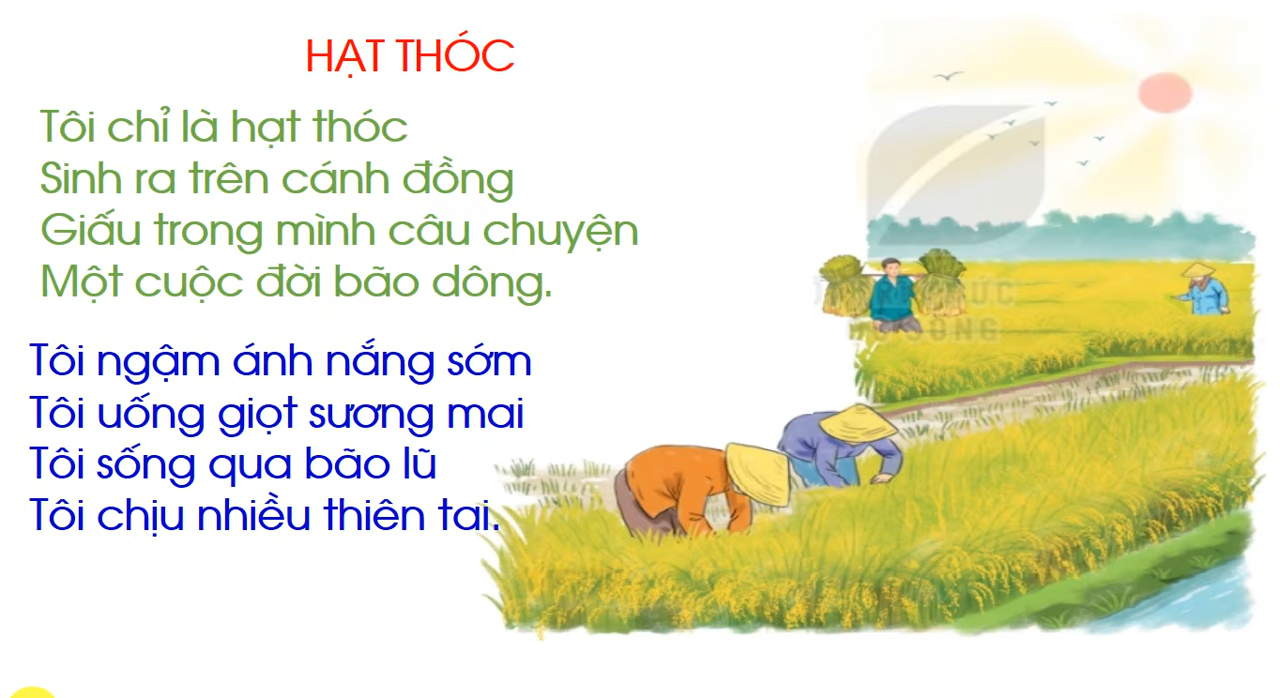 HẠT THÓC
Tôi chỉ là hạt thóc
Sinh ra trên cánh đồng
Giấu trong mình câu chuyện
Một cuộc đời bão dông.
Tôi ngậm ánh nắng sớm
Tôi uống giọt sương mai
Tôi sống qua bão lũ
Tôi chịu nhiều thiên tai.